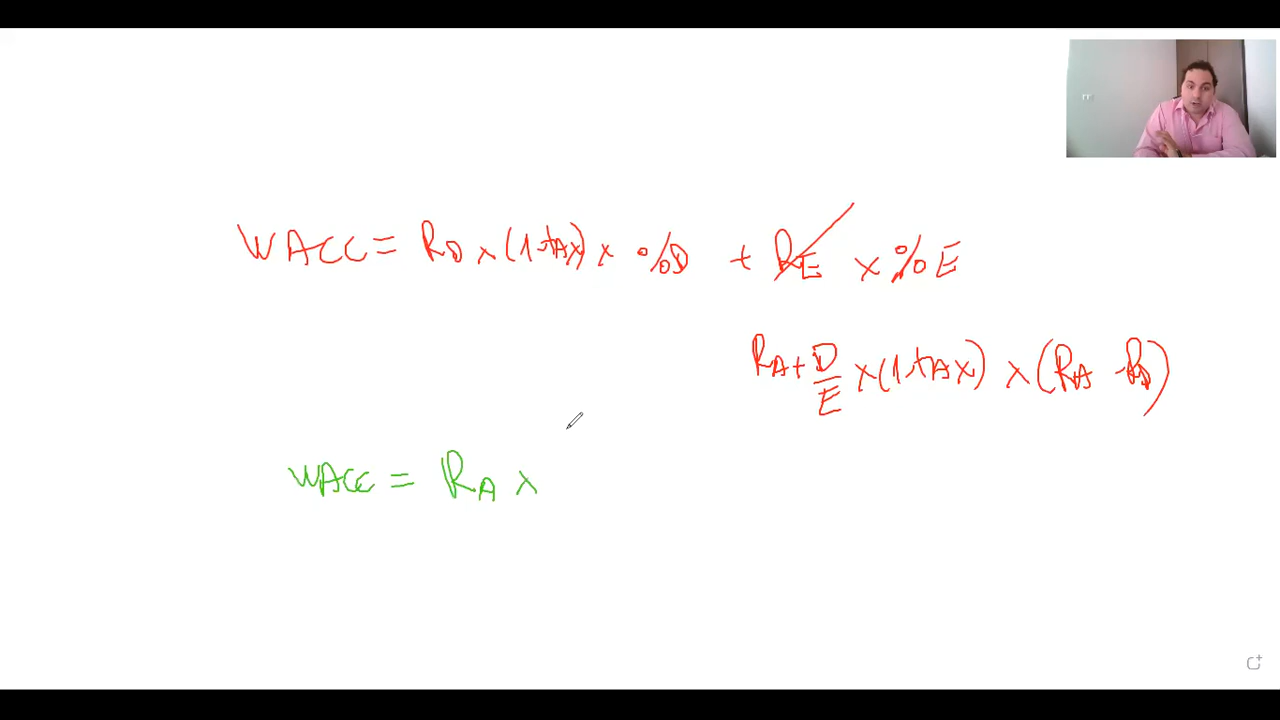 WACC = RD x (1-tAx) x %D + RE x %E
RA + D/E x (1-tAx) x (RA - RD)
WACC = RA x